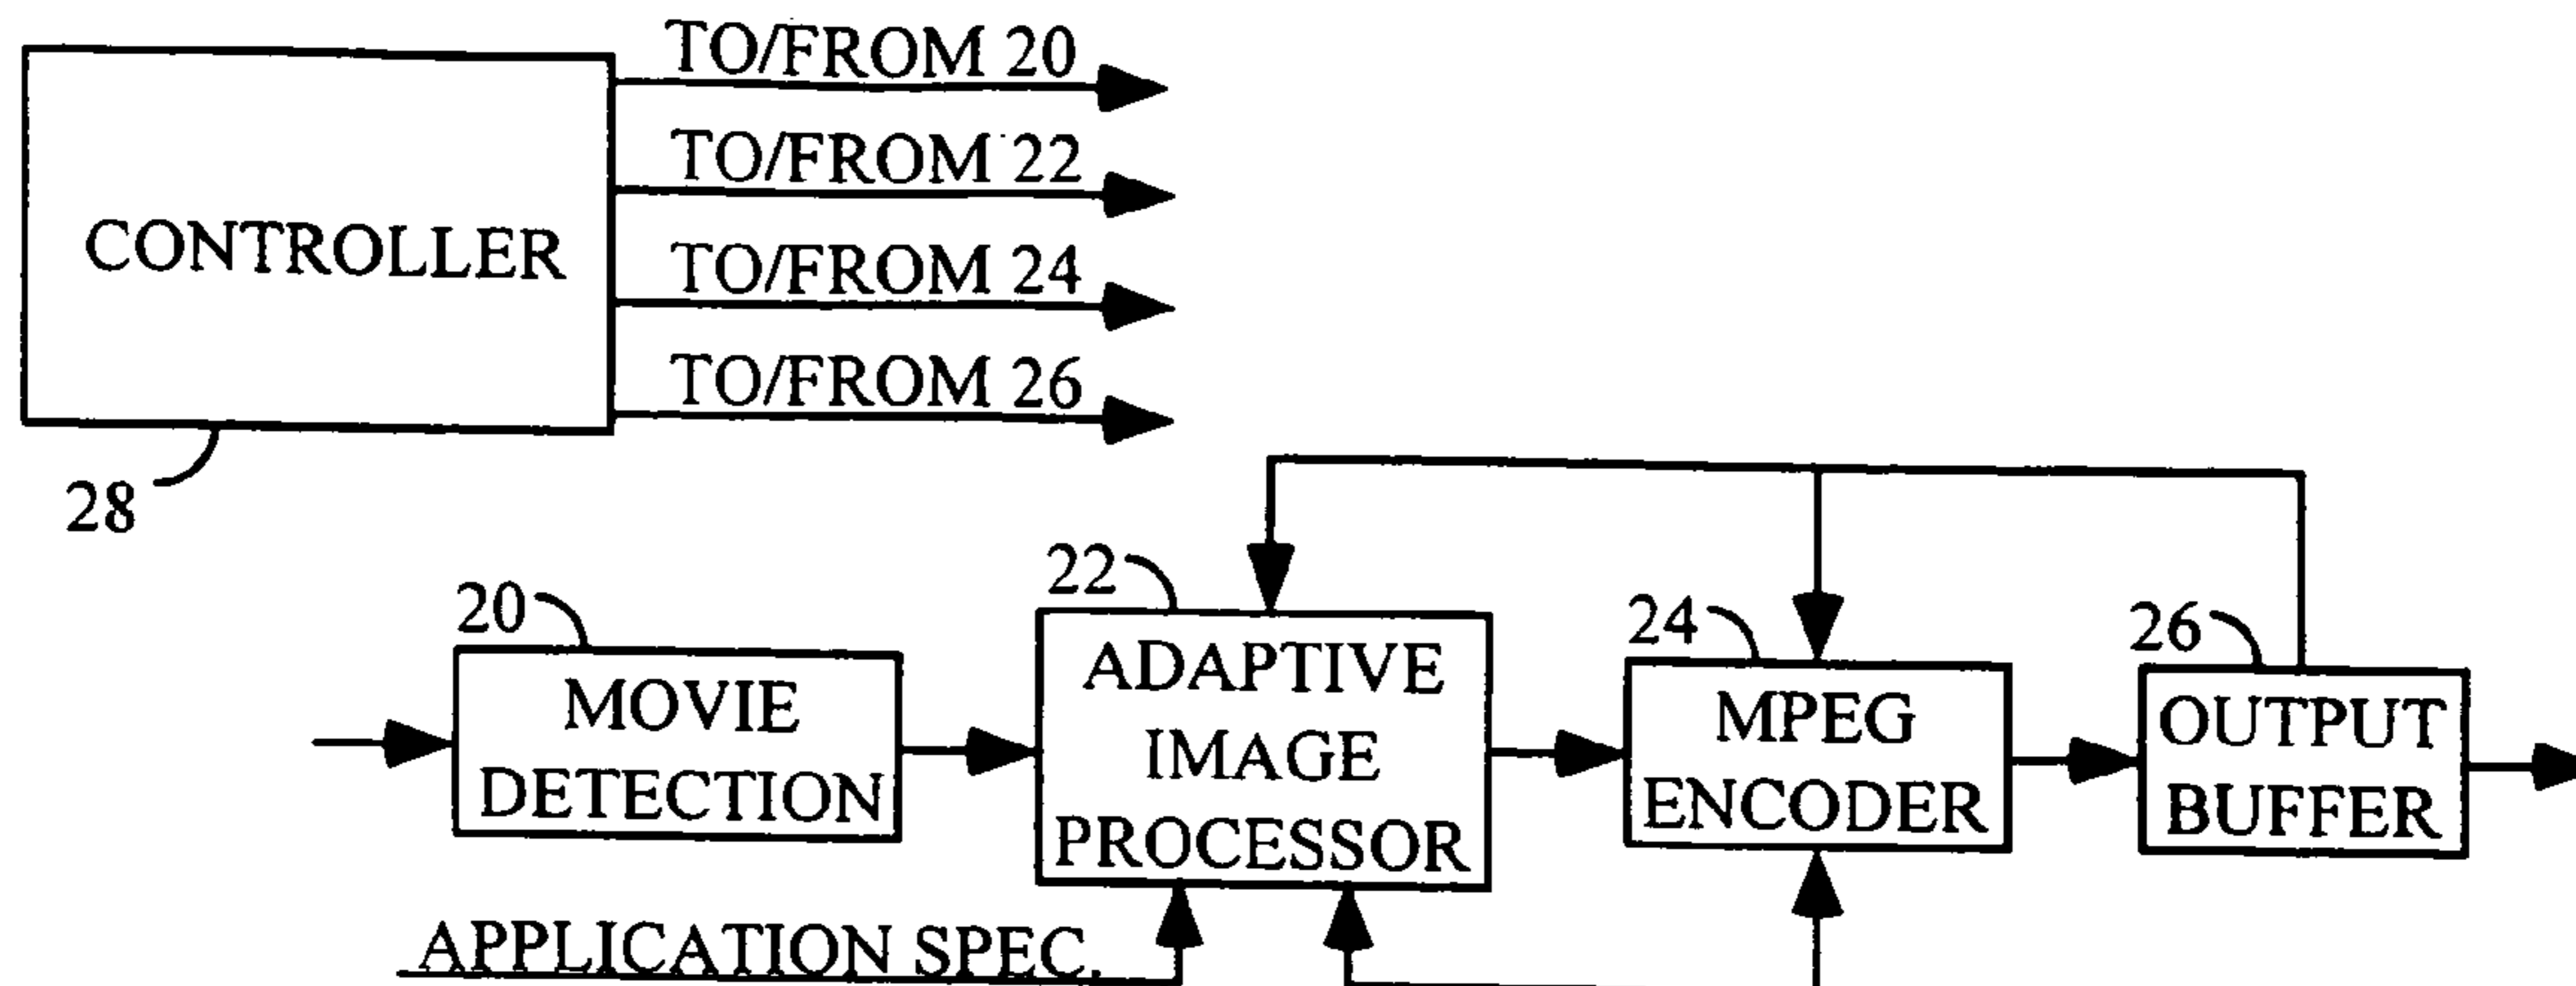 TO/FROM 20
TO/FROM 22
CONTROLLER
TO/FROM 24
TO/FROM 26
28
20
22
24
26
MOVIE
DETECTION
ADAPTIVE
IMAGE
PROCESSOR
MPEG
ENCODER
OUTPUT
BUFFER
APPLICATION SPEC.